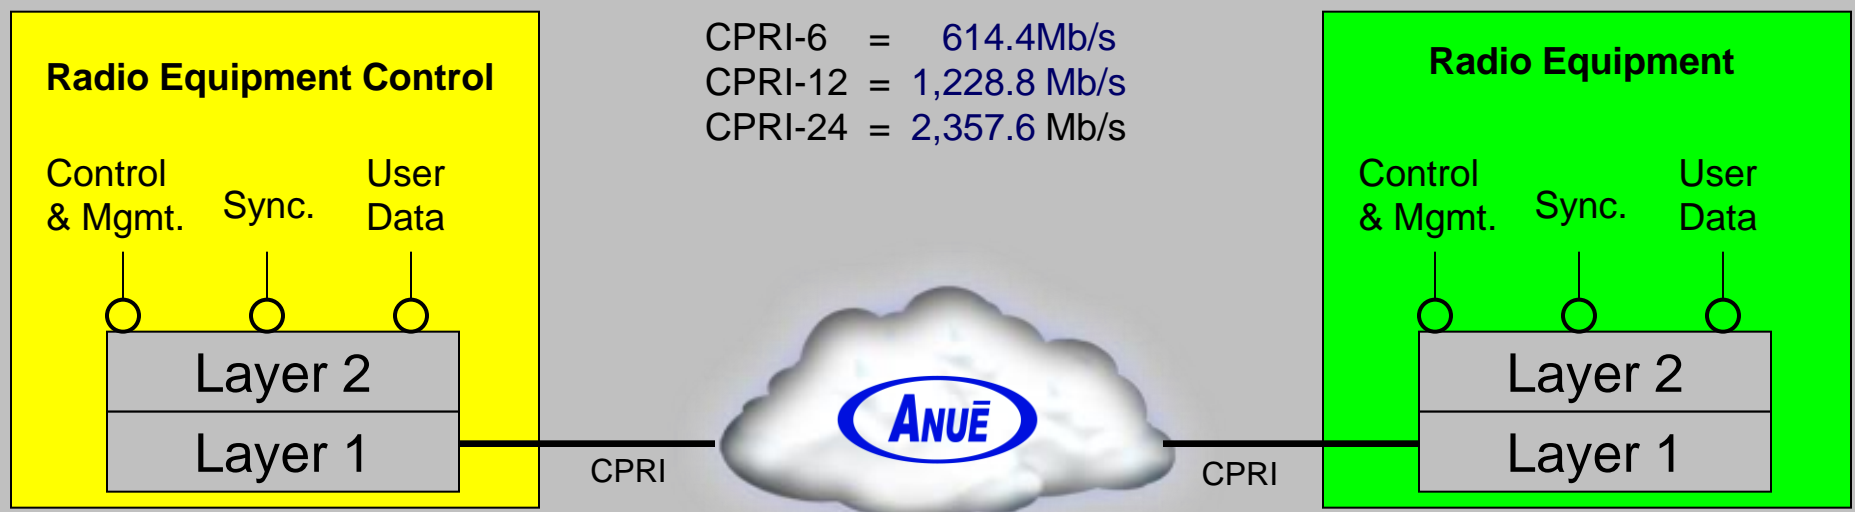 Radio Equipment Control
Control
& Mgmt.
Sync.
User
Data
Layer 2
Layer 1
CPRI-6 = 614.4Mb/s
CPRI-12 = 1,228.8 Mb/s
CPRI-24 = 2,357.6 Mb/s
CPRI
ANUĒ
CPRI
Radio Equipment
Control
& Mgmt.
Sync.
User
Data
Layer 2
Layer 1